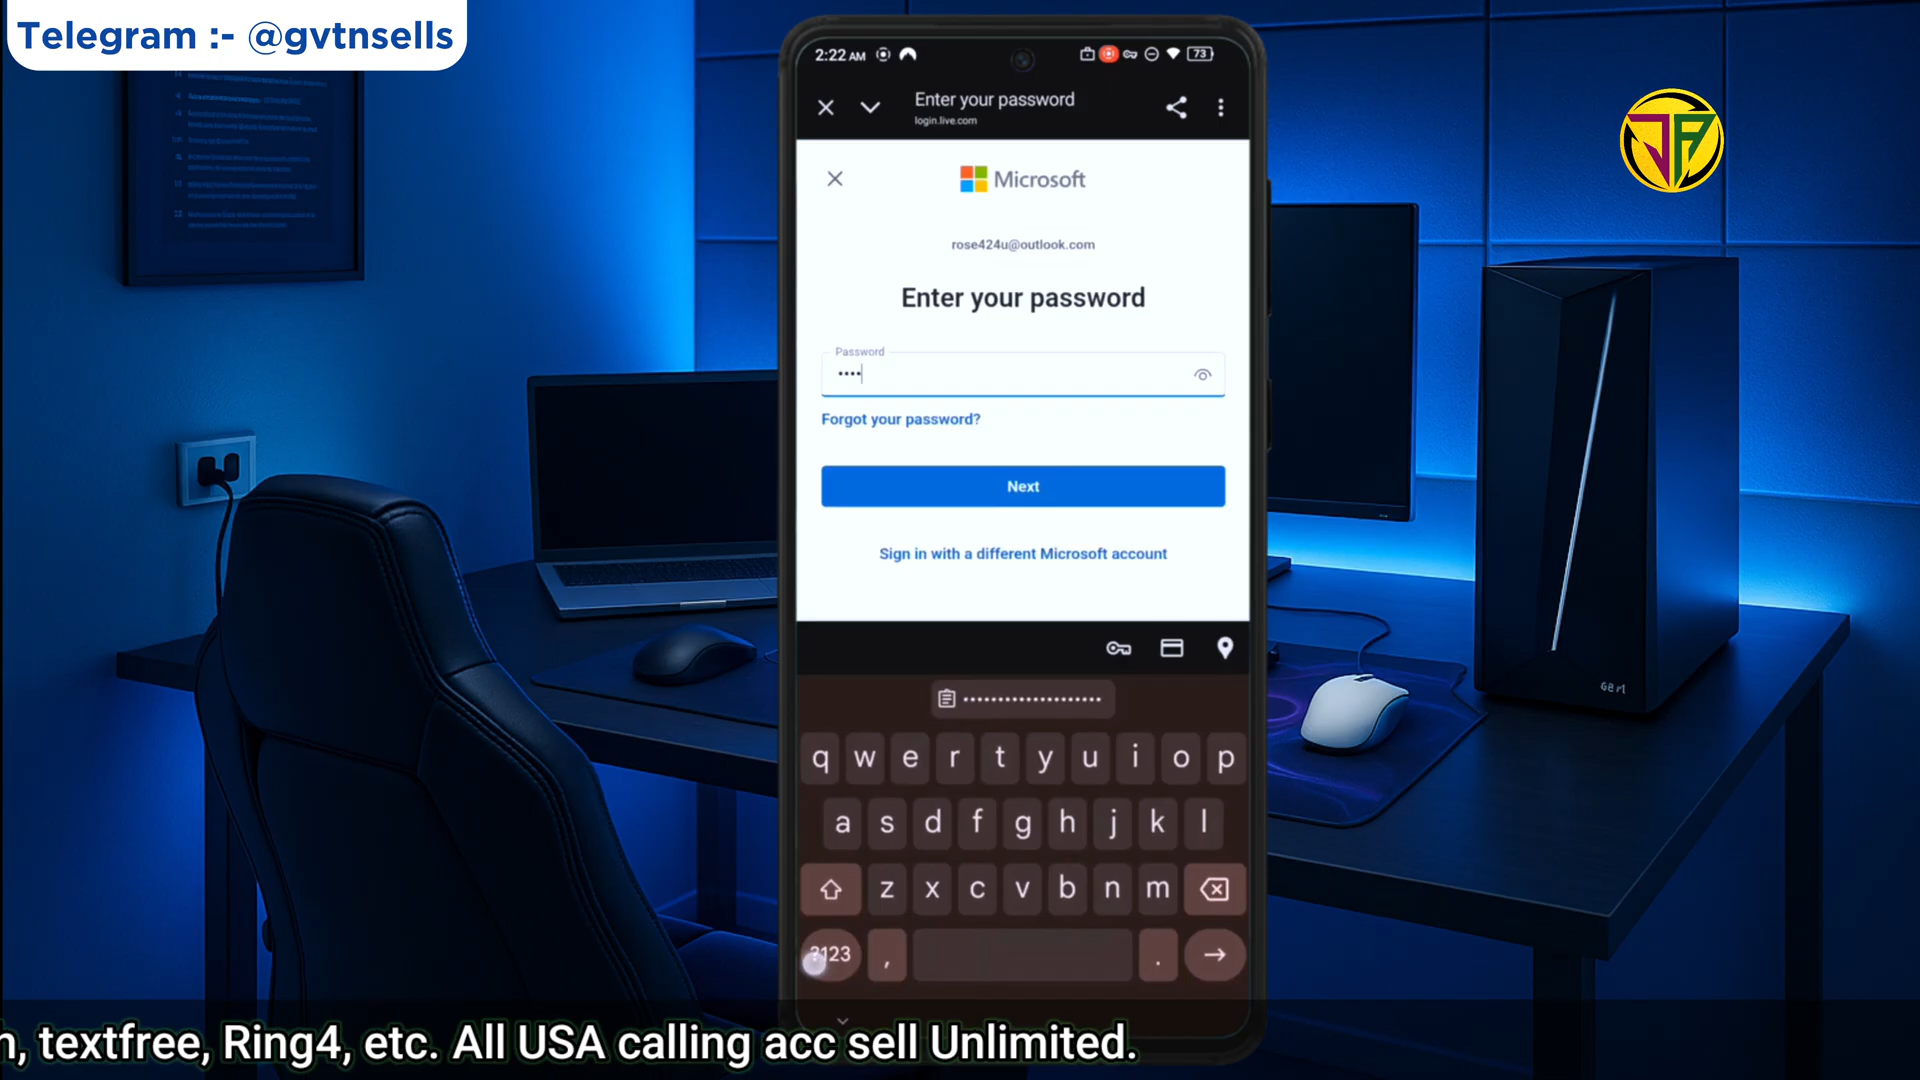 Telegram :- @gvtnsells
2:22 AM
73
Enter your password
login.live.com
Microsoft
rose424u@outlook.com
Enter your password
Password
••••
Forgot your password?
Next
Sign in with a different Microsoft account
••••••••••••••••••••
q w e r t y u i o p
a s d f g h j k l
z x c v b n m
?123 , .
n, textfree, Ring4, etc. All USA calling acc sell Unlimited.